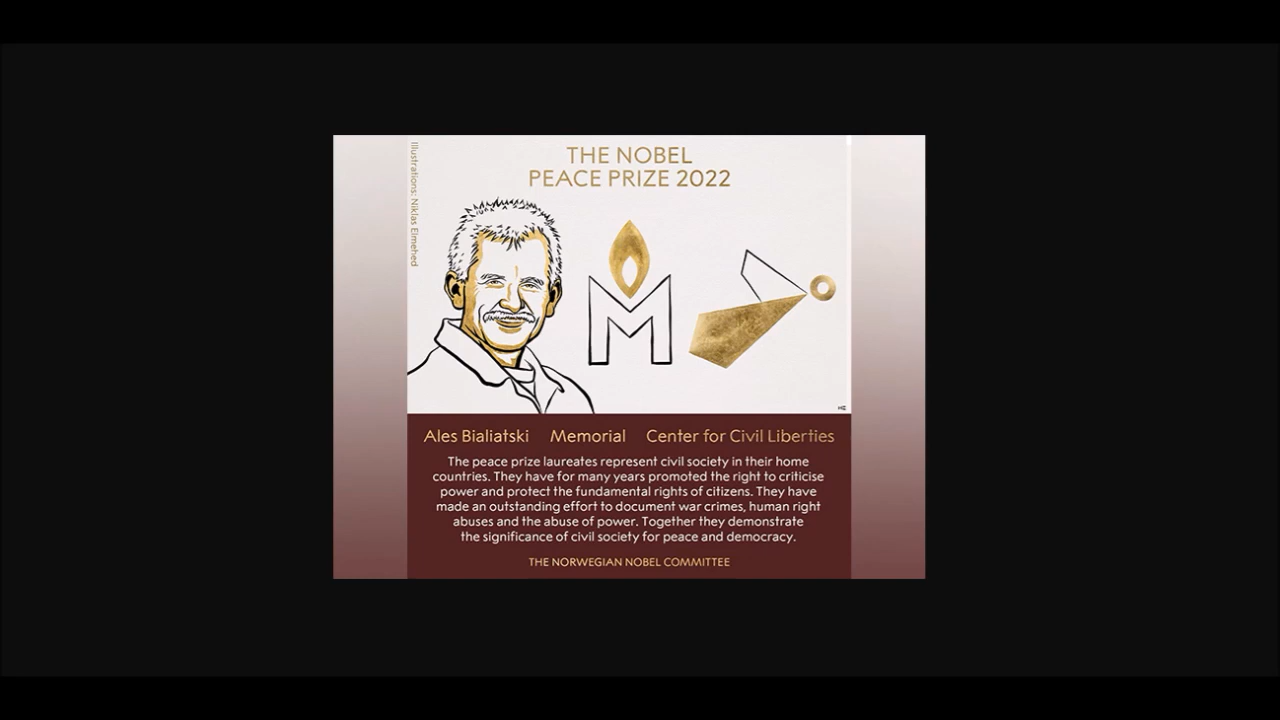 THE NOBEL
PEACE PRIZE 2022
Illustrations: Niklas Elmehed
M
Ales Bialiatski Memorial Center for Civil Liberties
The peace prize laureates represent civil society in their home
countries. They have for many years promoted the right to criticise
power and protect the fundamental rights of citizens. They have
made an outstanding effort to document war crimes, human right
abuses and the abuse of power. Together they demonstrate
the significance of civil society for peace and democracy.
THE NORWEGIAN NOBEL COMMITTEE